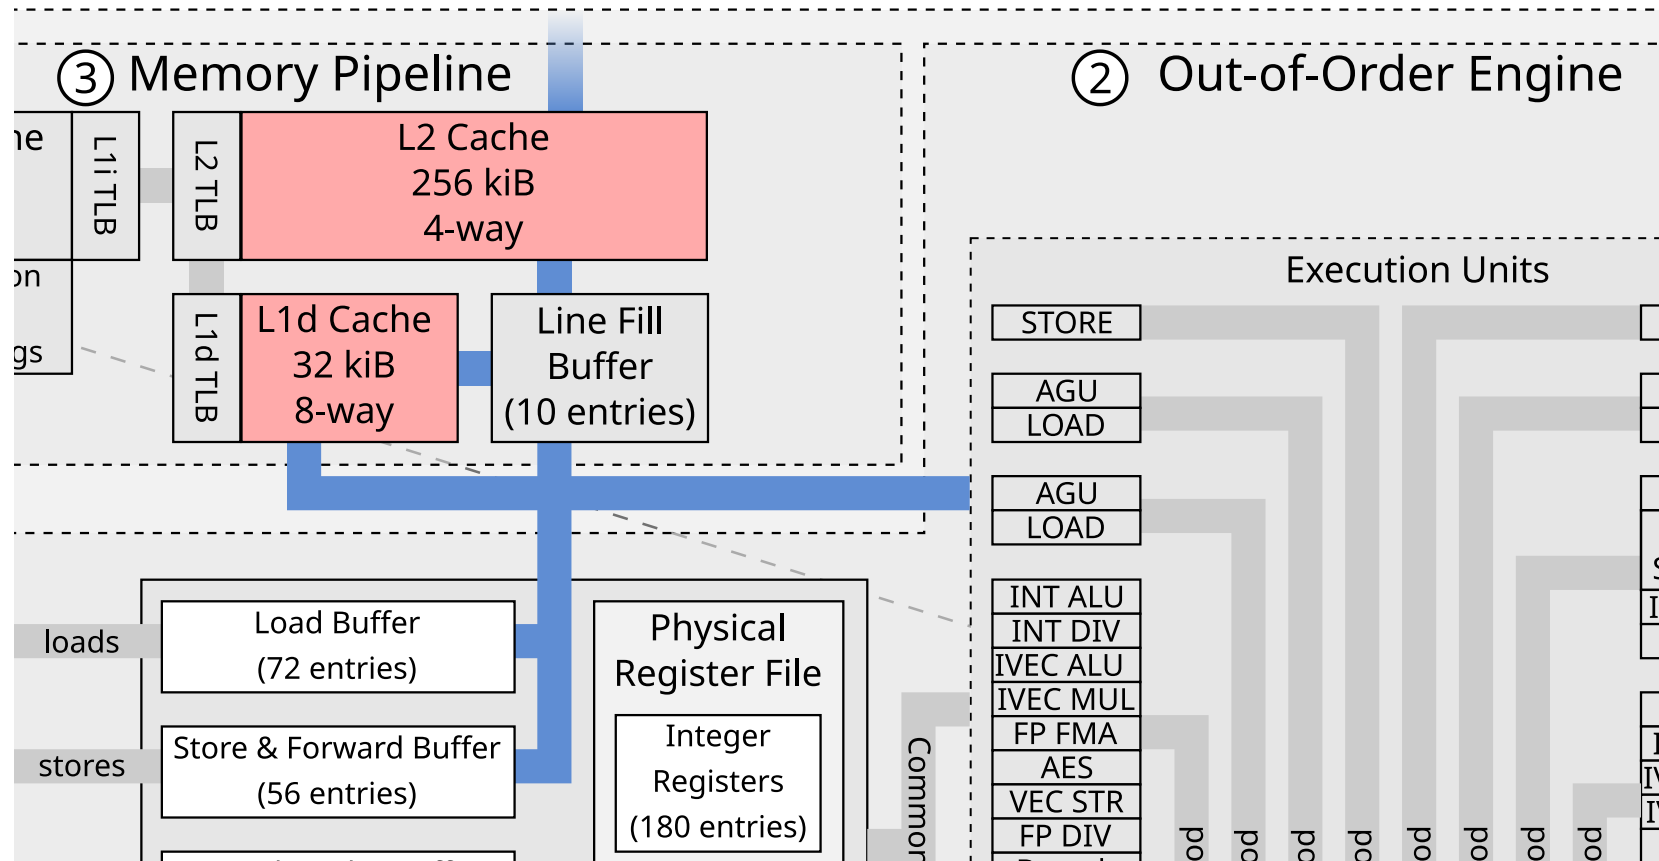 3 Memory Pipeline
L1i TLB
L2 TLB
L2 Cache
256 kiB
4-way
L1d TLB
L1d Cache
32 kiB
8-way
Line Fill
Buffer
(10 entries)
loads
Load Buffer
(72 entries)
stores
Store & Forward Buffer
(56 entries)
Physical
Register File
Integer
Registers
(180 entries)
2 Out-of-Order Engine
Execution Units
STORE
AGU
LOAD
AGU
LOAD
INT ALU
INT DIV
IVEC ALU
IVEC MUL
FP FMA
AES
VEC STR
FP DIV